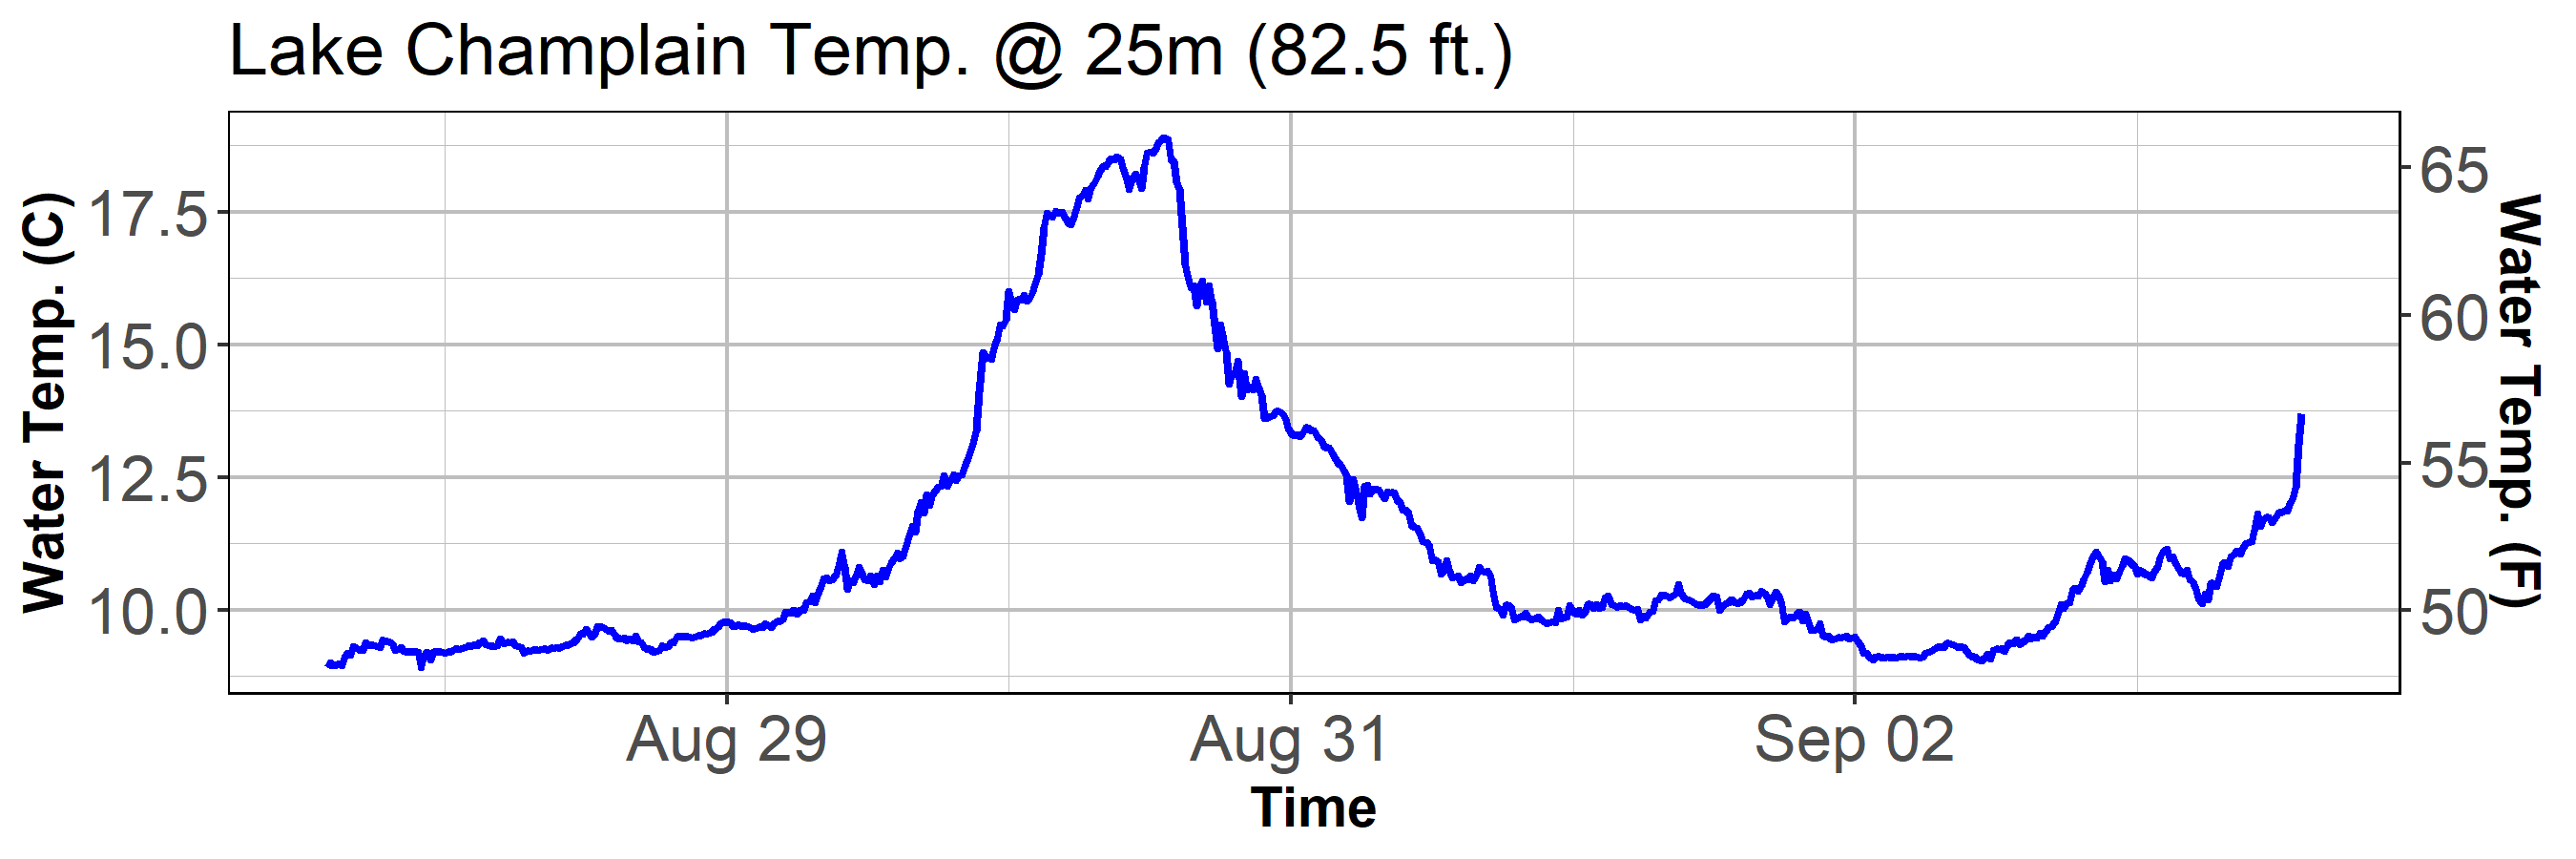 Lake Champlain Temp. @ 25m (82.5 ft.)
Water Temp. (C)
17.5
15.0
12.5
10.0
65
60
55
50
Water Temp. (F)
Aug 29
Aug 31
Sep 02
Time